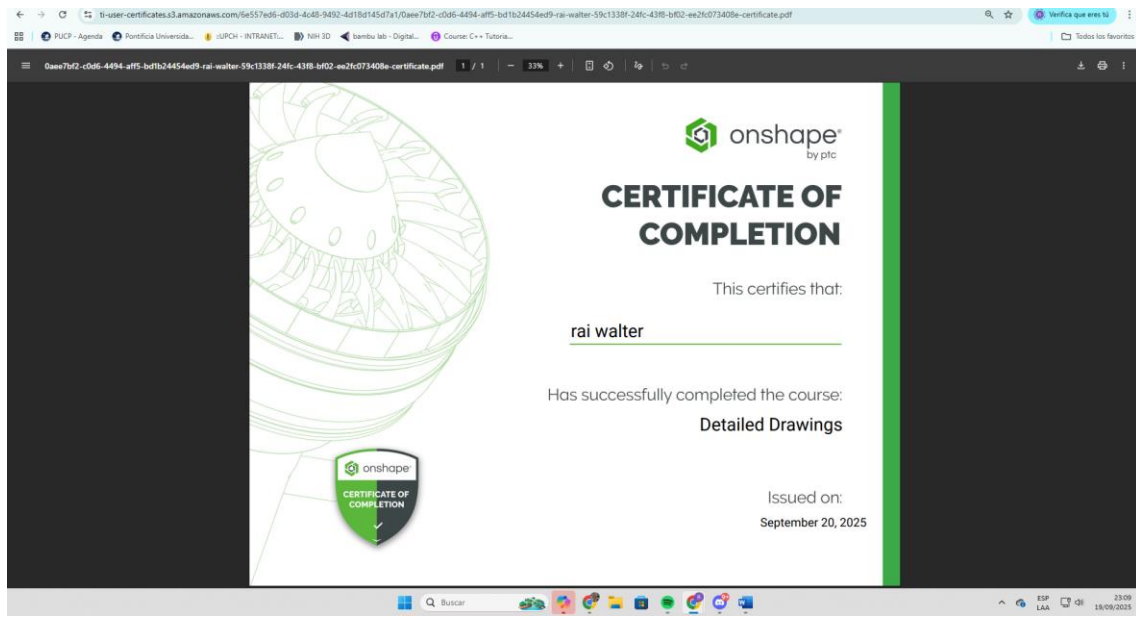 ti-user-certificates.s3.amazonaws.com/6e557ed6-d03d-4c48-9492-4d18d145d7a1/0aee7bf2-c0d6-4494-aff5-bd1b24454ed9-rai-walter-59c1338f-24fc-43f8-bf02-ee2fc073408e-certificate.pdf
Verifica que eres tú
PUCP - Agenda Pontificia Universida... ::UPCH - INTRANET:... NIH 3D bambu lab - Digital... Course: C++ Tutoria... Todos los favoritos
0aee7bf2-c0d6-4494-aff5-bd1b24454ed9-rai-walter-59c1338f-24fc-43f8-bf02-ee2fc073408e-certificate.pdf 1 / 1 33%
onshape®
by ptc
CERTIFICATE OF
COMPLETION
This certifies that:
rai walter
Has successfully completed the course:
Detailed Drawings
onshape
CERTIFICATE OF
COMPLETION
Issued on:
September 20, 2025
Buscar
ESP
LAA
23:09
19/09/2025